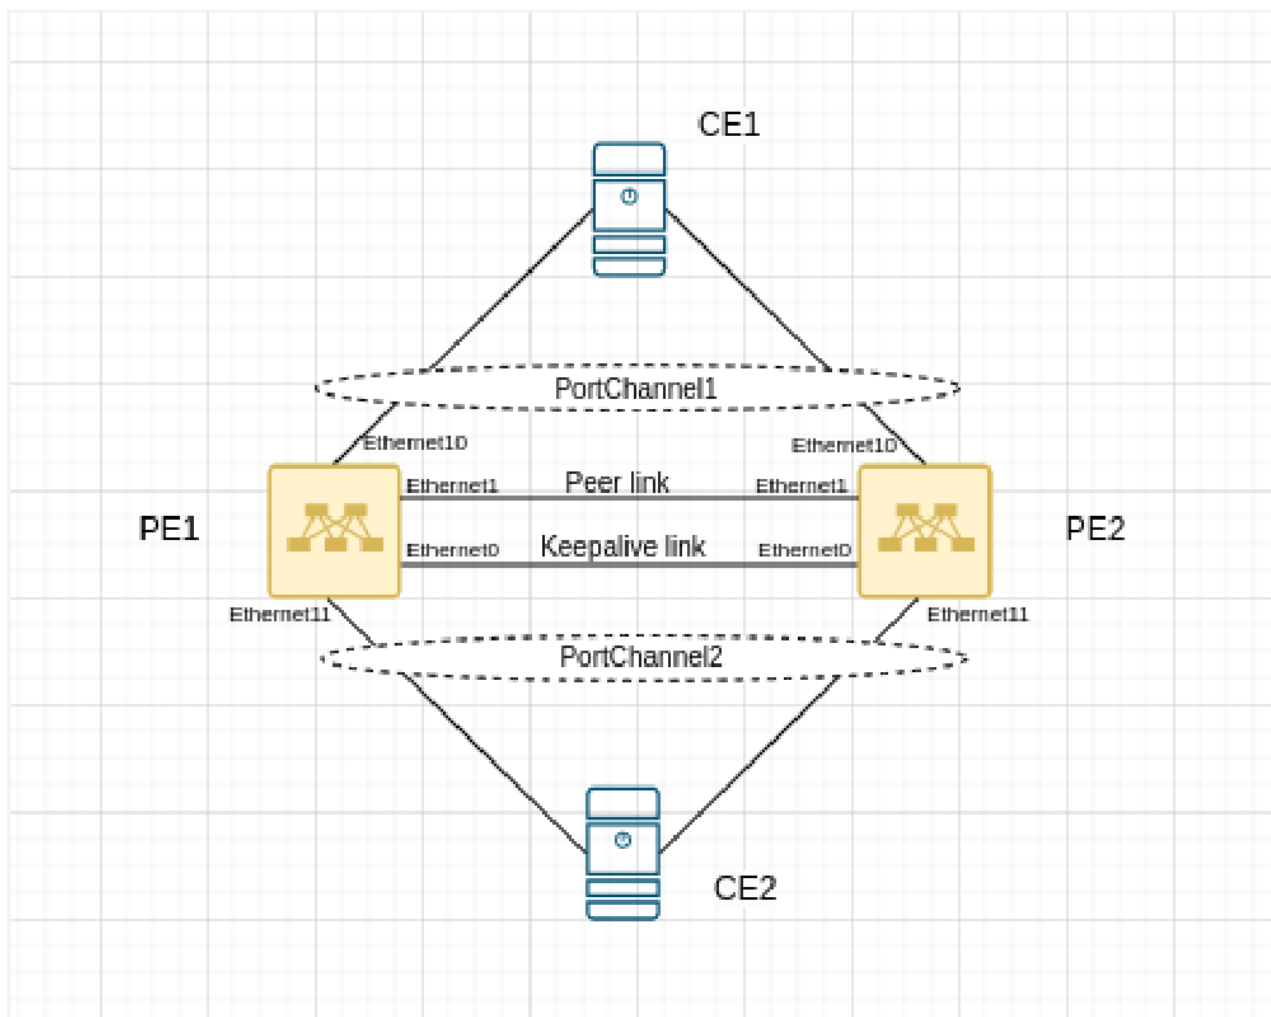 CE1
PortChannel1
Ethernet10
Ethernet10
Ethernet1
Peer link
Ethernet1
PE1
PE2
Ethernet0
Keepalive link
Ethernet0
Ethernet11
Ethernet11
PortChannel2
CE2